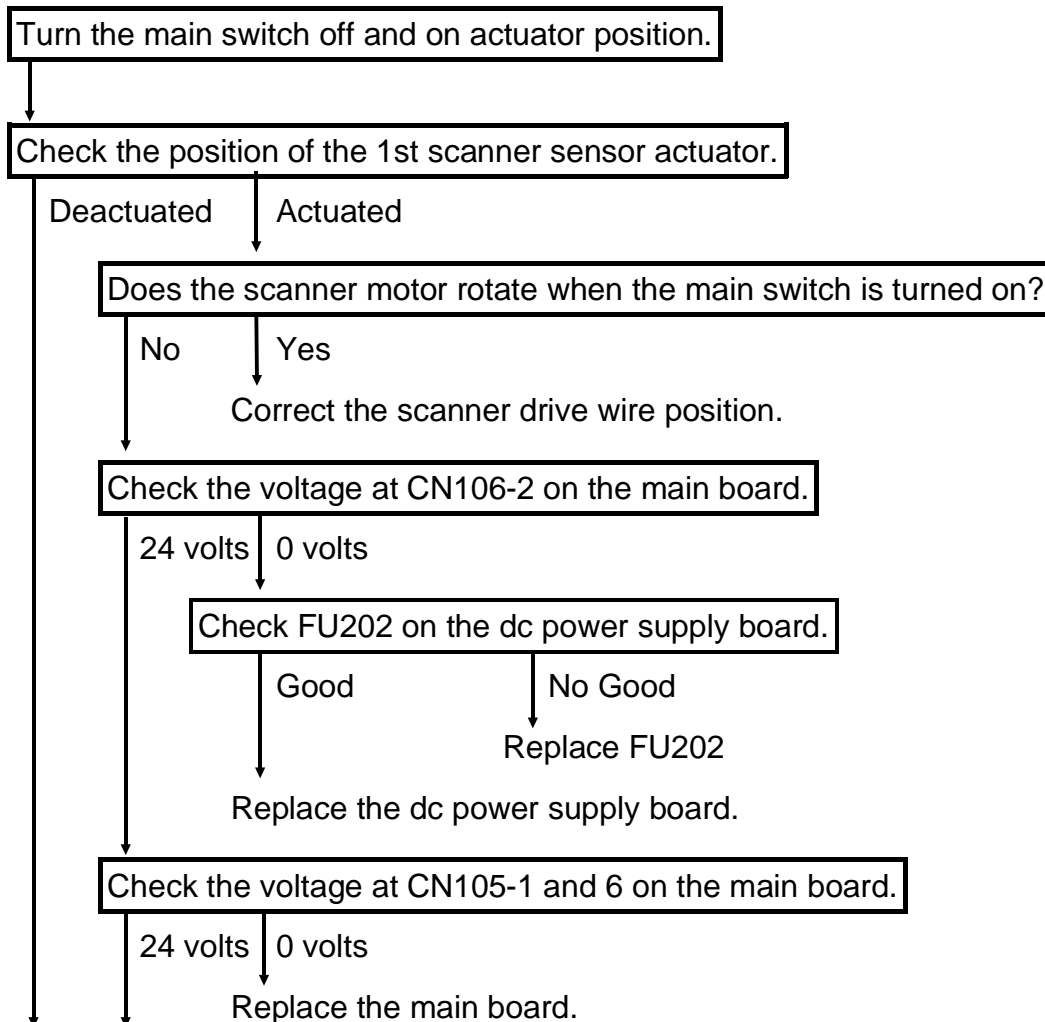 Turn the main switch off and on actuator position.
Check the position of the 1st scanner sensor actuator.
Deactuated Actuated
Does the scanner motor rotate when the main switch is turned on?
No Yes
Correct the scanner drive wire position.
Check the voltage at CN106-2 on the main board.
24 volts 0 volts
Check FU202 on the dc power supply board.
Good No Good
Replace FU202
Replace the dc power supply board.
Check the voltage at CN105-1 and 6 on the main board.
24 volts 0 volts
Replace the main board.